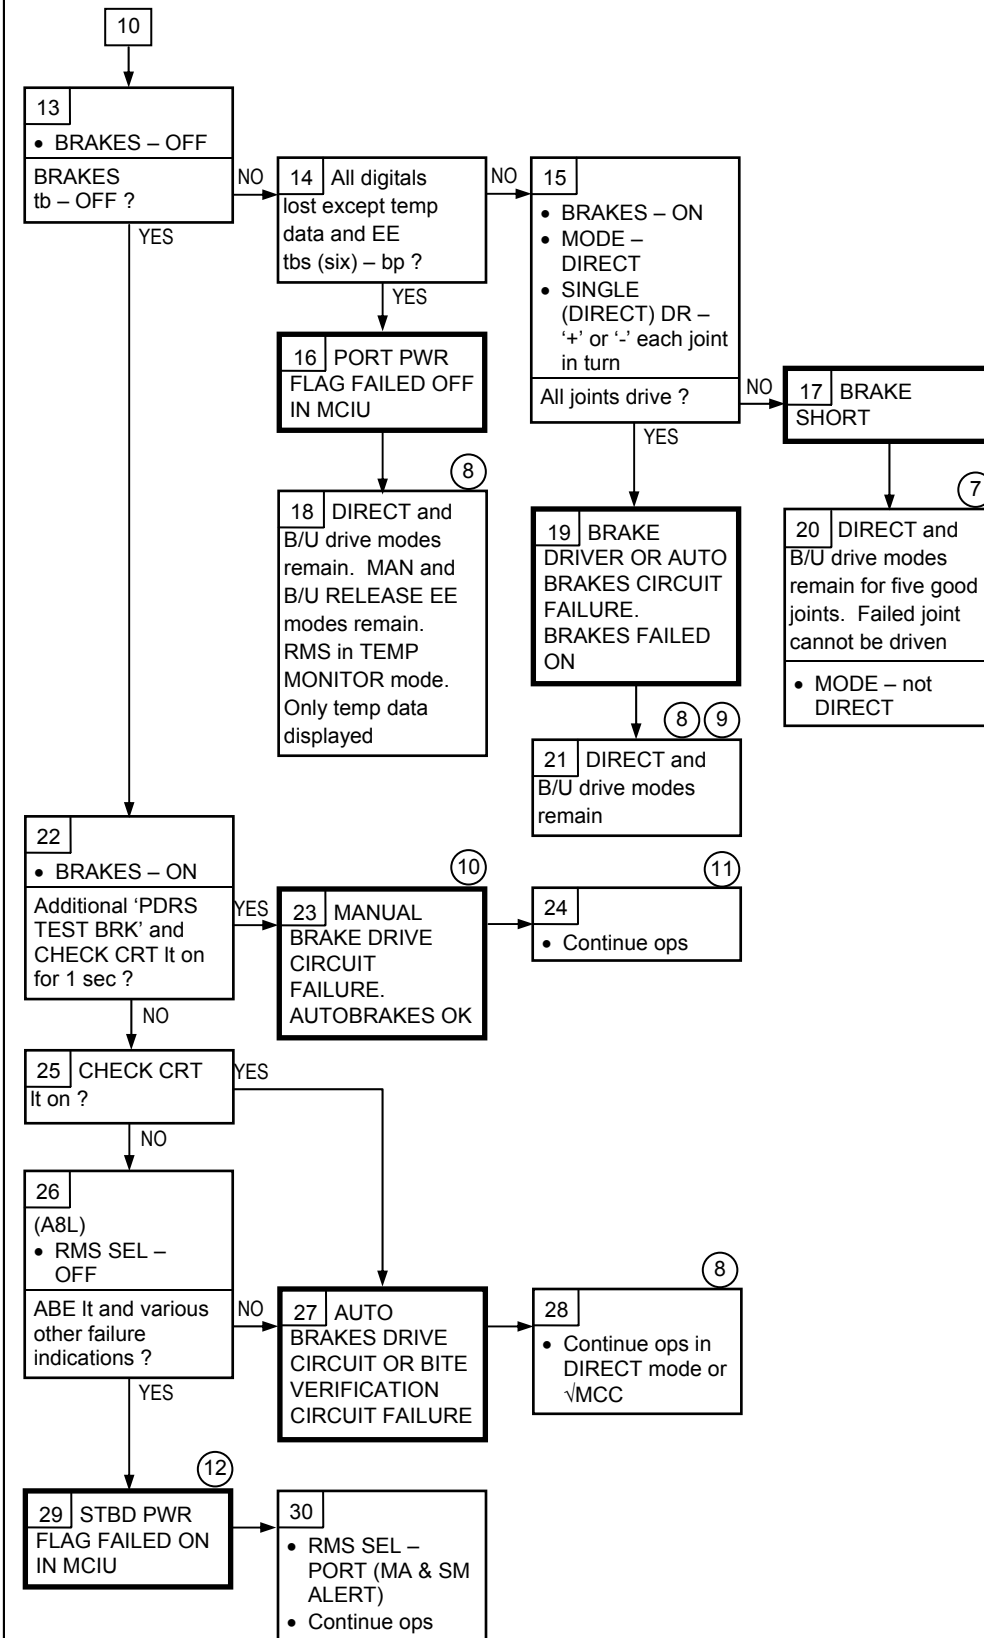 10
13
• BRAKES – OFF
BRAKES
tb – OFF ?
NO
YES
14 All digitals
lost except temp
data and EE
tbs (six) – bp ?
NO
YES
15
• BRAKES – ON
• MODE –
DIRECT
• SINGLE
(DIRECT) DR –
‘+’ or ‘-’ each joint
in turn
All joints drive ?
NO
YES
16 PORT PWR
FLAG FAILED OFF
IN MCIU
17 BRAKE
SHORT
8
18 DIRECT and
B/U drive modes
remain. MAN and
B/U RELEASE EE
modes remain.
RMS in TEMP
MONITOR mode.
Only temp data
displayed
19 BRAKE
DRIVER OR AUTO
BRAKES CIRCUIT
FAILURE.
BRAKES FAILED
ON
7
20 DIRECT and
B/U drive modes
remain for five good
joints. Failed joint
cannot be driven
• MODE – not
DIRECT
8 9
21 DIRECT and
B/U drive modes
remain
22
• BRAKES – ON
Additional ‘PDRS
TEST BRK’ and
CHECK CRT lt on
for 1 sec ?
YES
NO
10
23 MANUAL
BRAKE DRIVE
CIRCUIT
FAILURE.
AUTOBRAKES OK
11
24
• Continue ops
25 CHECK CRT
lt on ?
YES
NO
26
(A8L)
• RMS SEL –
OFF
ABE lt and various
other failure
indications ?
NO
YES
27 AUTO
BRAKES DRIVE
CIRCUIT OR BITE
VERIFICATION
CIRCUIT FAILURE
8
28
• Continue ops in
DIRECT mode or
√MCC
12
29 STBD PWR
FLAG FAILED ON
IN MCIU
30
• RMS SEL –
PORT (MA & SM
ALERT)
• Continue ops